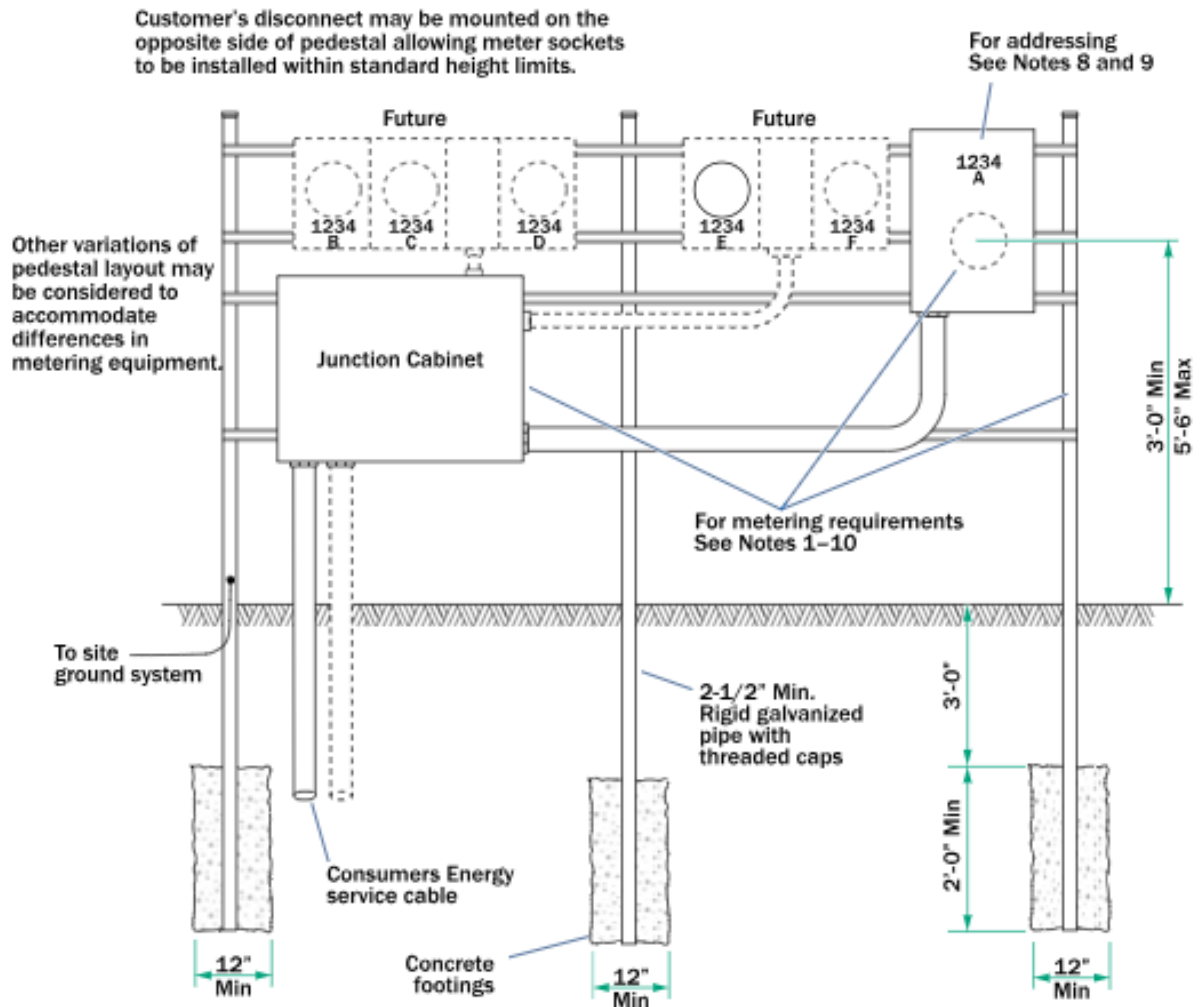 Customer's disconnect may be mounted on the
opposite side of pedestal allowing meter sockets
to be installed within standard height limits.
For addressing
See Notes 8 and 9
Future
Future
1234
A
1234
B
1234
C
1234
D
1234
E
1234
F
Other variations of
pedestal layout may
be considered to
accommodate
differences in
metering equipment.
Junction Cabinet
3'-0" Min
5'-6" Max
For metering requirements
See Notes 1–10
To site
ground system
2-1/2" Min.
Rigid galvanized
pipe with
threaded caps
3'-0"
2'-0" Min
Consumers Energy
service cable
Concrete
footings
12"
Min
12"
Min
12"
Min